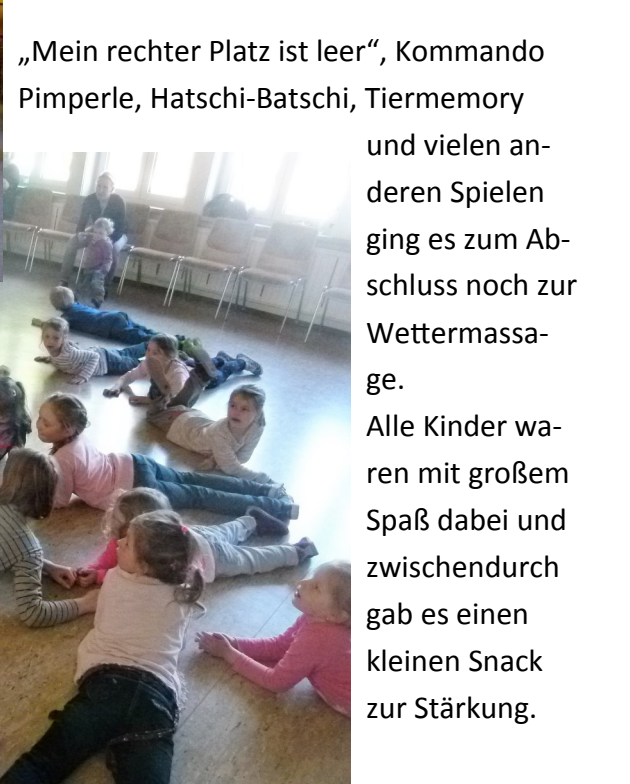 „Mein rechter Platz ist leer“, Kommando
Pimperle, Hatschi-Batschi, Tiermemory
und vielen an-
deren Spielen
ging es zum Ab-
schluss noch zur
Wettermassa-
ge.
Alle Kinder wa-
ren mit großem
Spaß dabei und
zwischendurch
gab es einen
kleinen Snack
zur Stärkung.